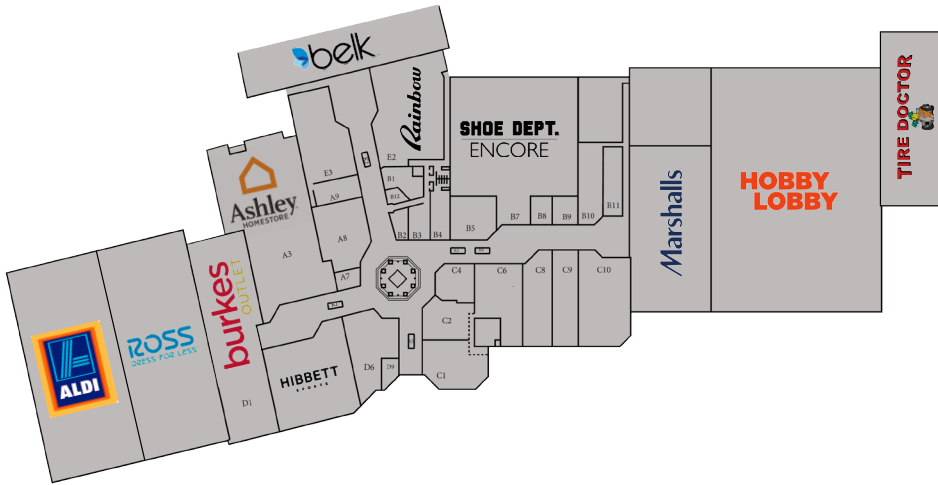 belk
Rainbow
SHOE DEPT.
ENCORE
TIRE DOCTOR
HOBBY
LOBBY
Marshalls
Ashley
HOMESTORE
burkes
OUTLET
ROSS
DRESS FOR LESS
ALDI
HIBBETT
SPORTS
E3
E2
B1
B12
A9
A8
A3
A7
B2
B3
B4
B5
B7
B8
B9
B10
B11
C4
C6
C8
C9
C10
C2
C1
D6
D9
D1